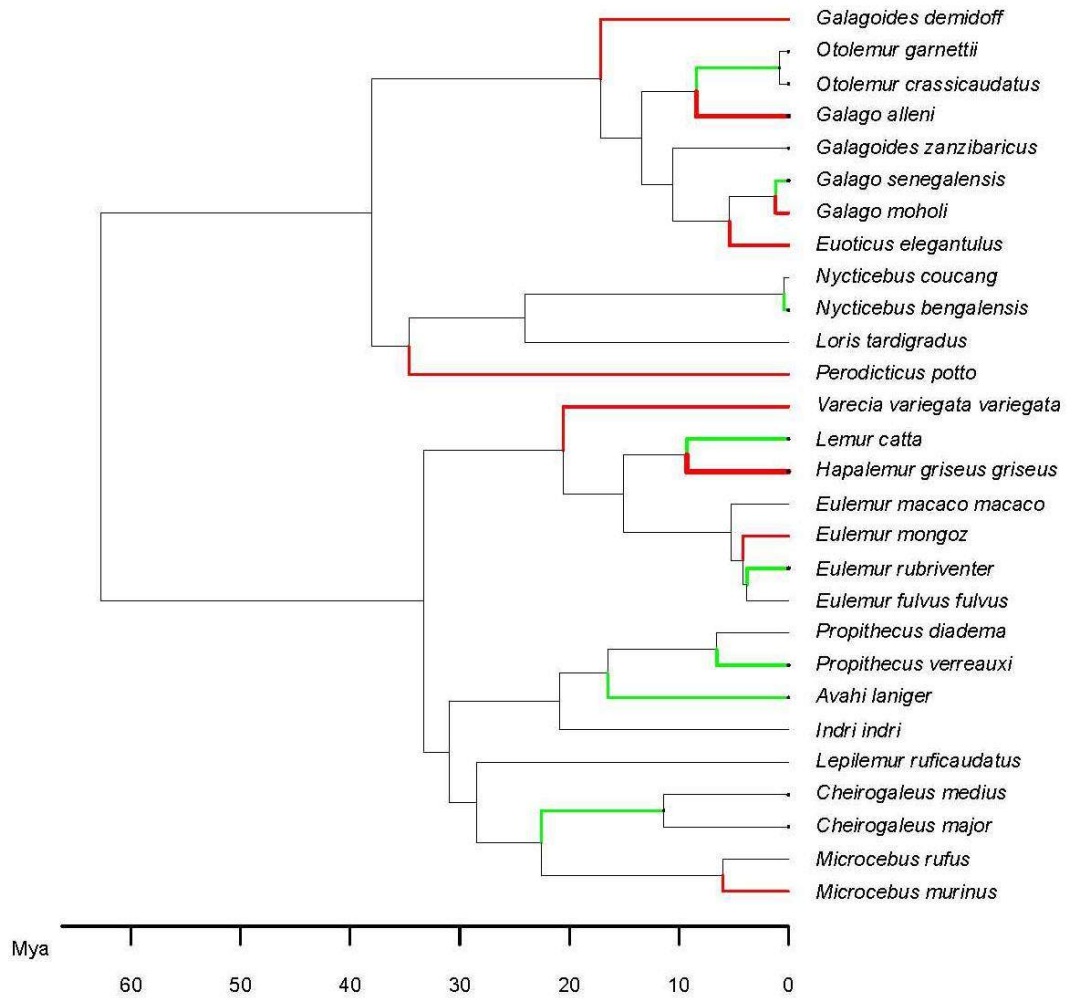 Galagoides demidoff
Otolemur garnettii
Otolemur crassicaudatus
Galago alleni
Galagoides zanzibaricus
Galago senegalensis
Galago moholi
Euoticus elegantulus
Nycticebus coucang
Nycticebus bengalensis
Loris tardigradus
Perodicticus potto
Varecia variegata variegata
Lemur catta
Hapalemur griseus griseus
Eulemur macaco macaco
Eulemur mongoz
Eulemur rubriventer
Eulemur fulvus fulvus
Propithecus diadema
Propithecus verreauxi
Avahi laniger
Indri indri
Lepilemur ruficaudatus
Cheirogaleus medius
Cheirogaleus major
Microcebus rufus
Microcebus murinus
Mya
60 50 40 30 20 10 0